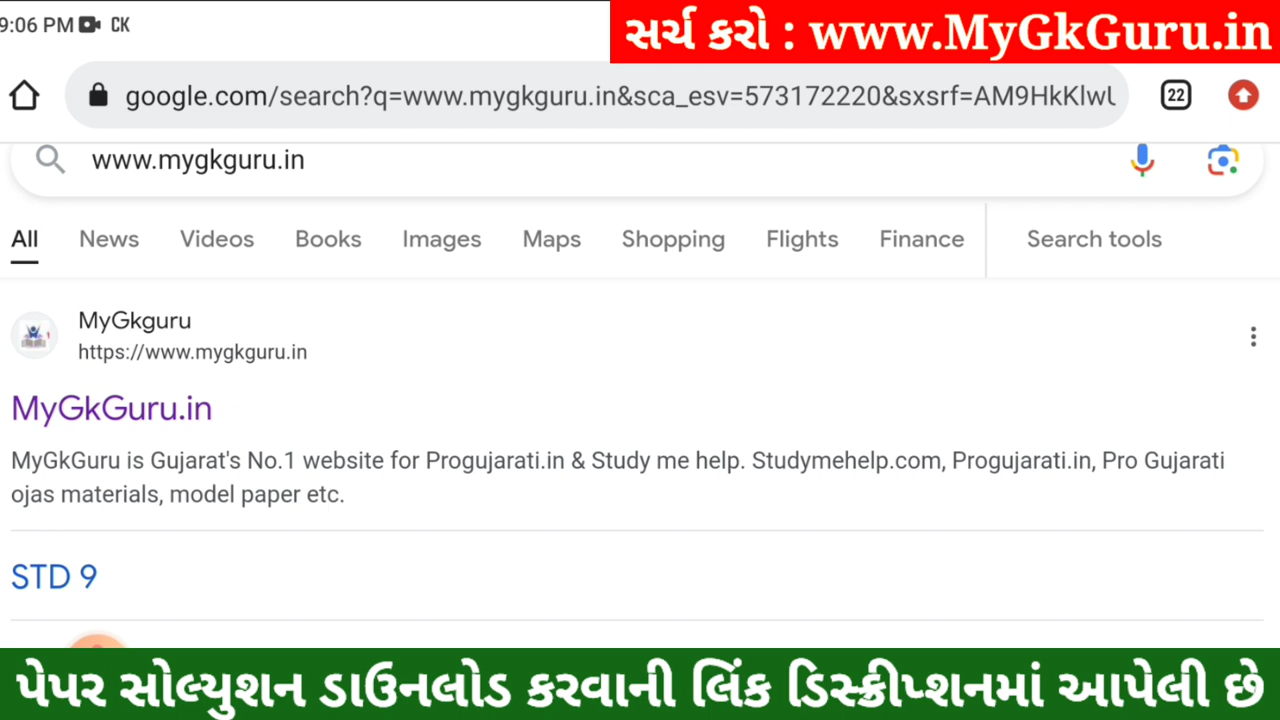 9:06 PM CK
સર્ચ કરો : www.MyGkGuru.in
google.com/search?q=www.mygkguru.in&sca_esv=573172220&sxsrf=AM9HkKlwU
22
www.mygkguru.in
All News Videos Books Images Maps Shopping Flights Finance Search tools
MyGkguru
https://www.mygkguru.in
MyGkGuru.in
MyGkGuru is Gujarat's No.1 website for Progujarati.in & Study me help. Studymehelp.com, Progujarati.in, Pro Gujarati
ojas materials, model paper etc.
STD 9
પેપર સોલ્યુશન ડાઉનલોડ કરવાની લિંક ડિસ્ક્રીપ્શનમાં આપેલી છે